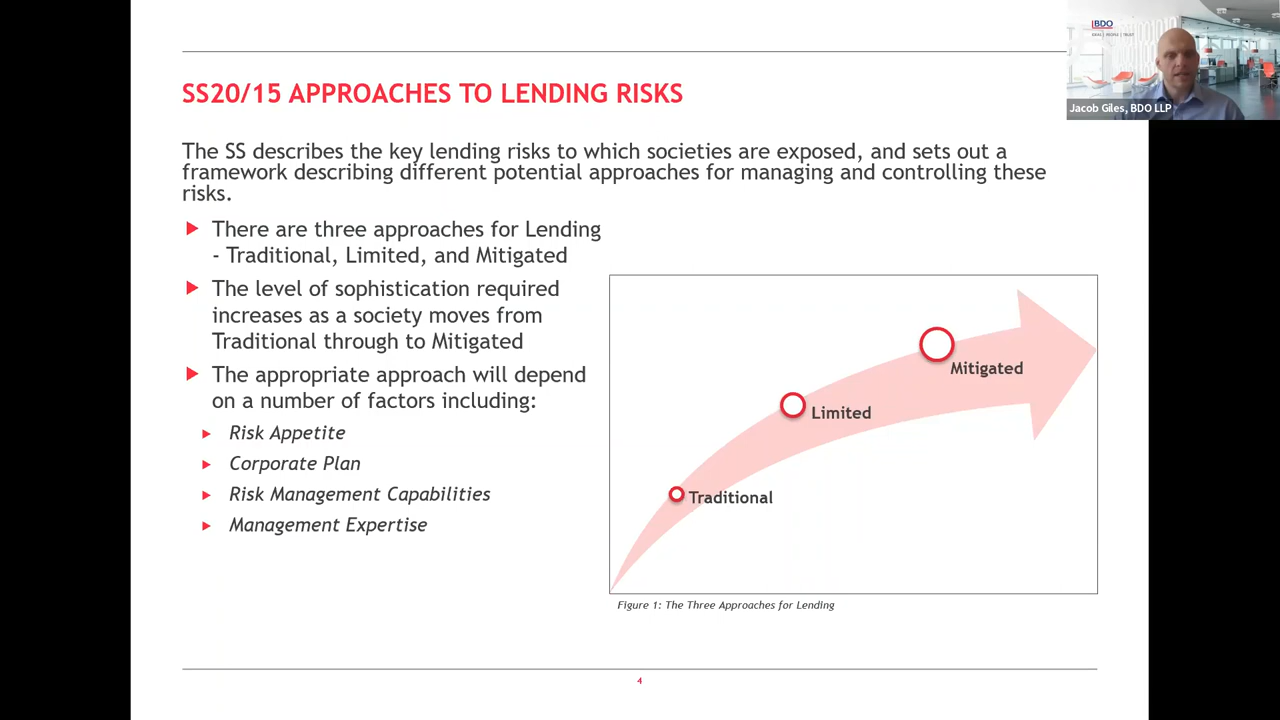 BDO
IDEAS | PEOPLE | TRUST
Jacob Giles, BDO LLP
SS20/15 APPROACHES TO LENDING RISKS
The SS describes the key lending risks to which societies are exposed, and sets out a
framework describing different potential approaches for managing and controlling these
risks.
There are three approaches for Lending
- Traditional, Limited, and Mitigated
The level of sophistication required
increases as a society moves from
Traditional through to Mitigated
The appropriate approach will depend
on a number of factors including:
Risk Appetite
Corporate Plan
Risk Management Capabilities
Management Expertise
Mitigated
Limited
Traditional
Figure 1: The Three Approaches for Lending
4